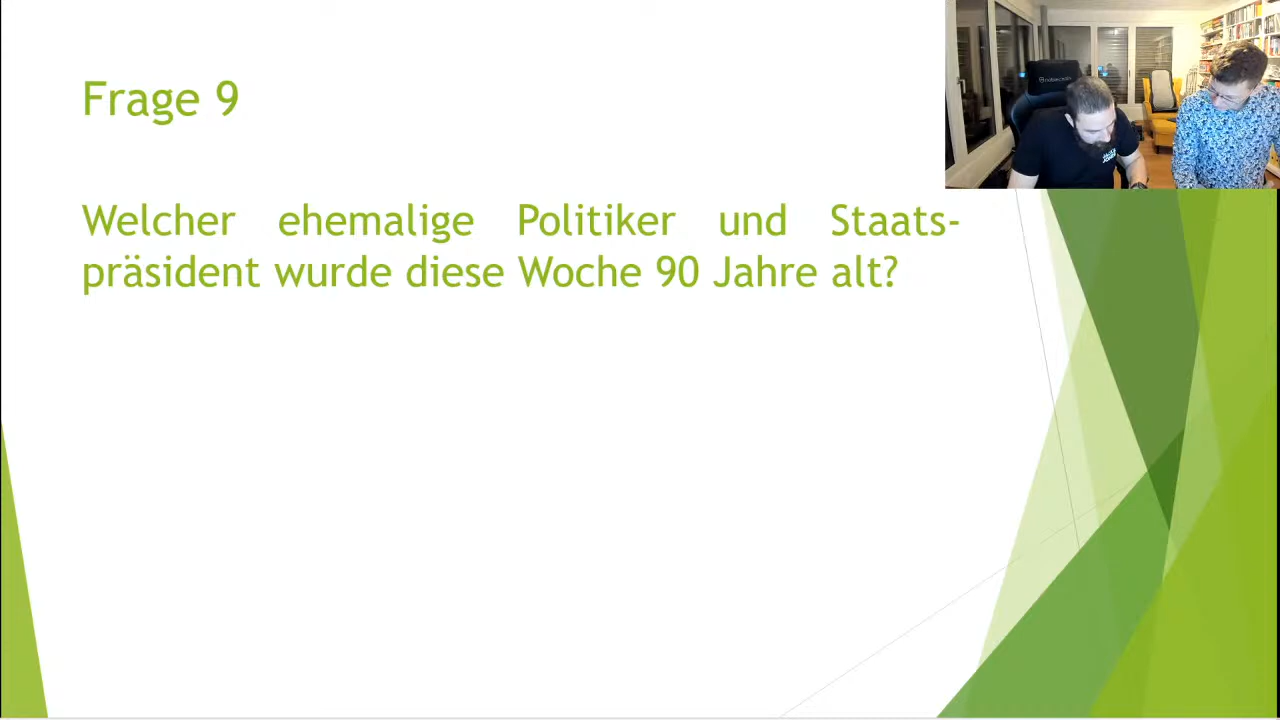 Frage 9
Welcher ehemalige Politiker und Staats-
präsident wurde diese Woche 90 Jahre alt?